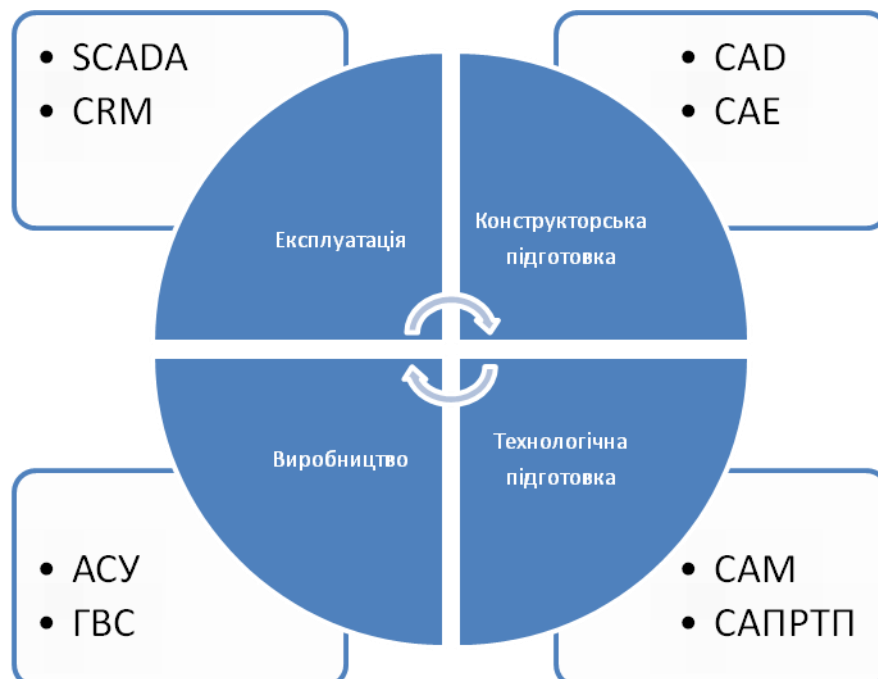 • SCADA
• CRM
• CAD
• CAE
Експлуатація
Конструкторська
підготовка
Виробництво
Технологічна
підготовка
• АСУ
• ГВС
• CAM
• САПРТП